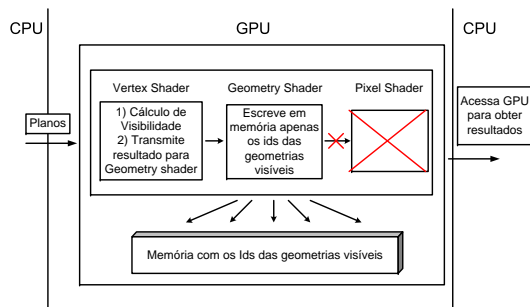 CPU
GPU
CPU
Planos
Vertex Shader
1) Cálculo de
Visibilidade
2) Transmite
resultado para
Geometry shader
Geometry Shader
Escreve em
memória apenas
os ids das
geometrias
visíveis
Pixel Shader
Acessa GPU
para obter
resultados
Memória com os Ids das geometrias visíveis